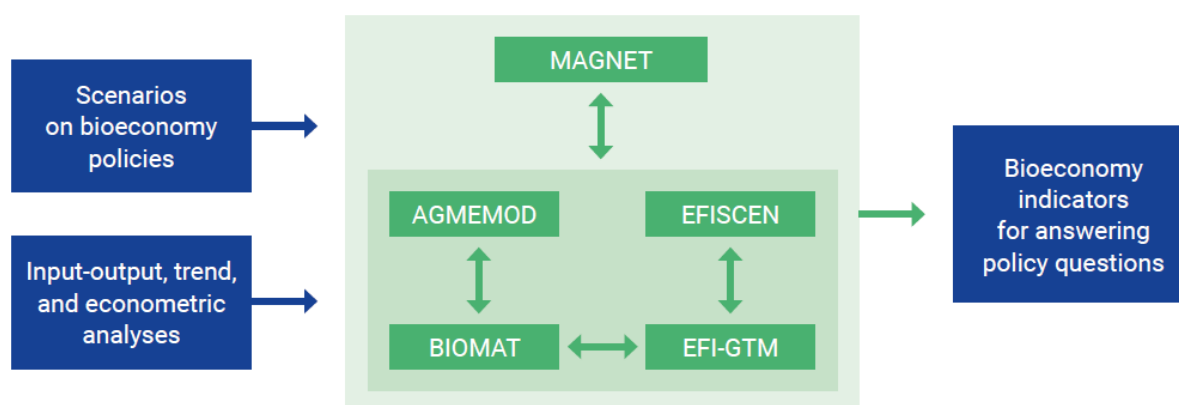 Scenarios
on bioeconomy
policies
Input-output, trend,
and econometric
analyses
MAGNET
AGMEMOD
EFISCEN
BIOMAT
EFI-GTM
Bioeconomy
indicators
for answering
policy questions